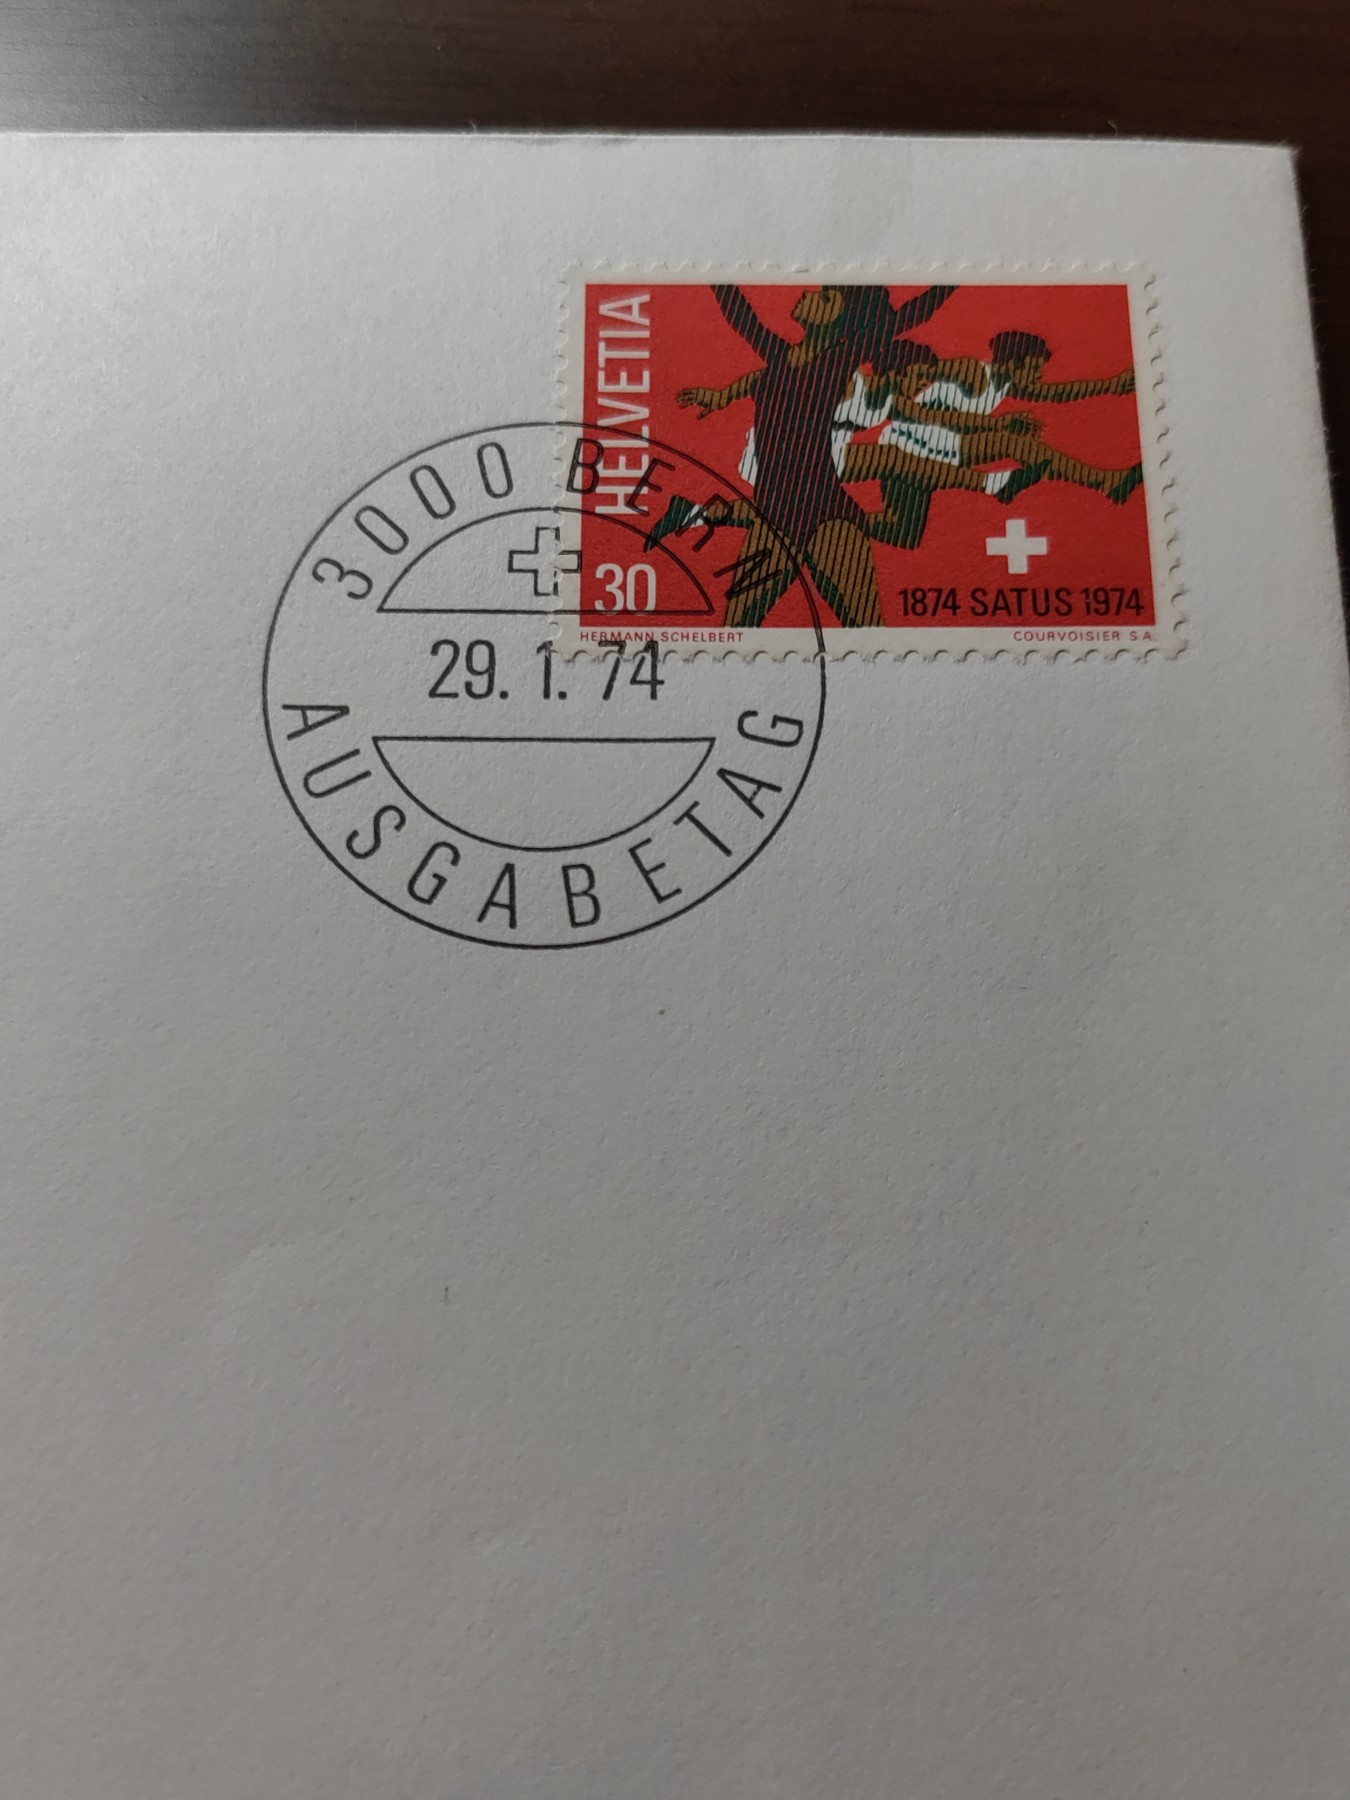 HELVETIA
30
1874 SATUS 1974
HERMANN SCHELBERT
COURVOISIER S A
3000 BERN
29. 1. 74
AUSGABETAG